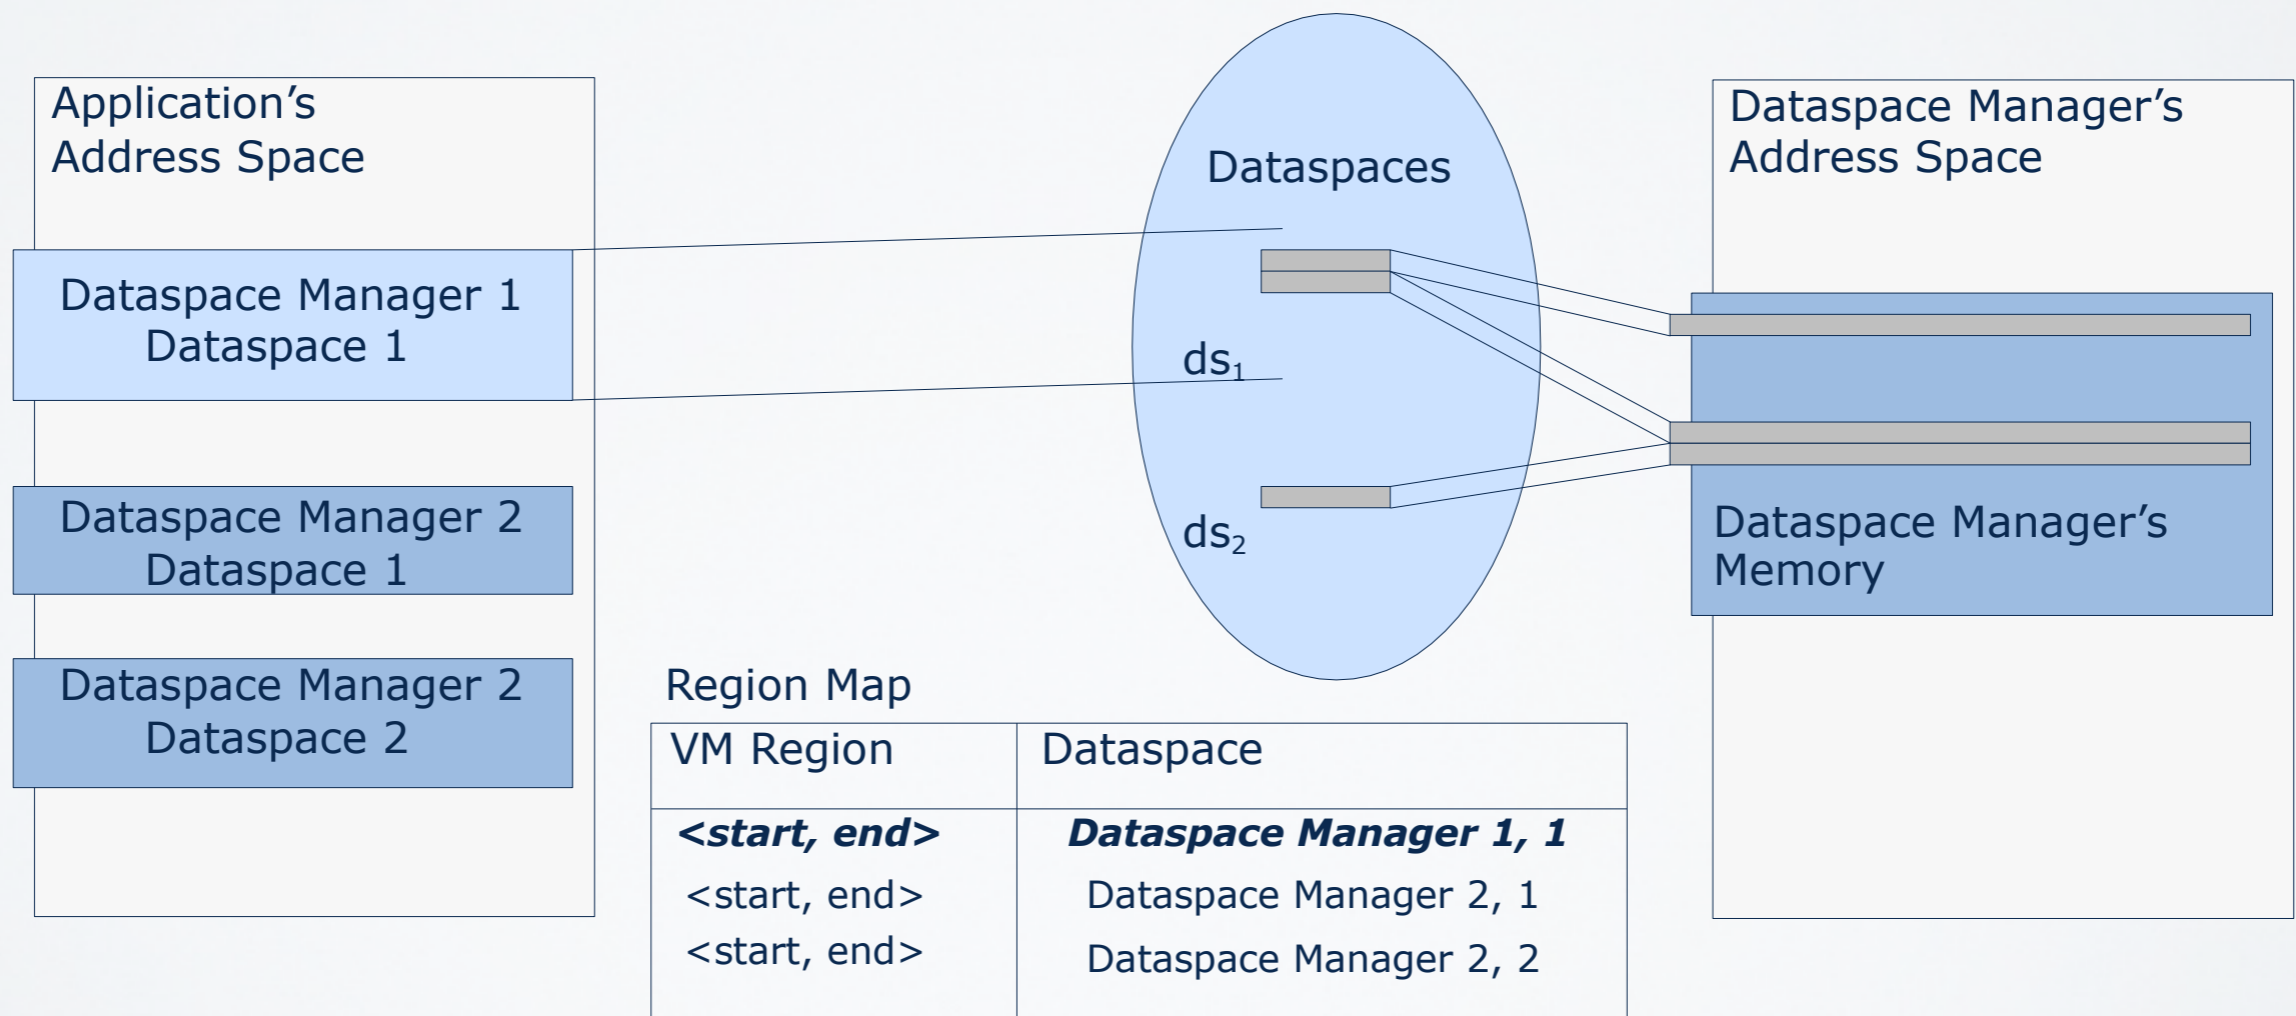 Application’s
Address Space
Dataspace Manager 1
Dataspace 1
Dataspace Manager 2
Dataspace 1
Dataspace Manager 2
Dataspace 2
Dataspaces
ds₁
ds₂
Dataspace Manager’s
Address Space
Dataspace Manager’s
Memory
Region Map
VM Region Dataspace
<start, end> Dataspace Manager 1, 1
<start, end> Dataspace Manager 2, 1
<start, end> Dataspace Manager 2, 2